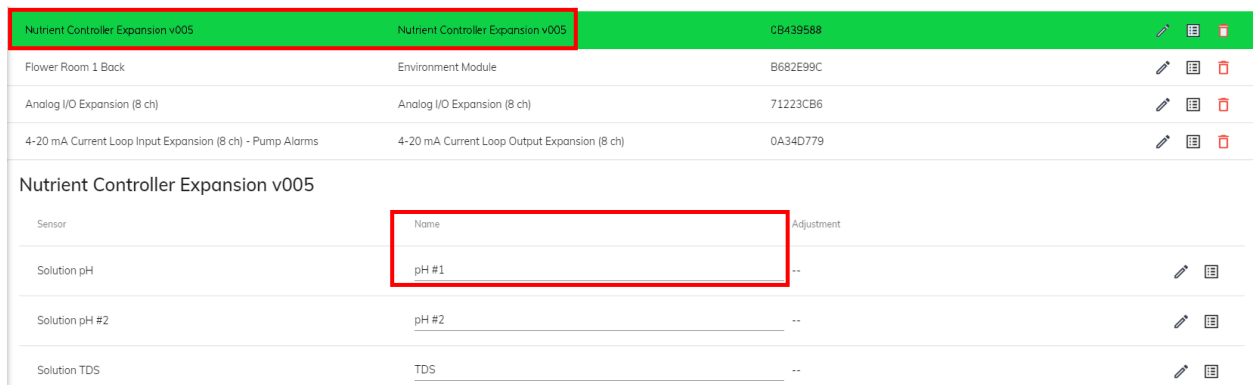 Nutrient Controller Expansion v005 Nutrient Controller Expansion v005 CB439588
Flower Room 1 Back Environment Module B682E99C
Analog I/O Expansion (8 ch) Analog I/O Expansion (8 ch) 71223CB6
4-20 mA Current Loop Input Expansion (8 ch) - Pump Alarms 4-20 mA Current Loop Output Expansion (8 ch) 0A34D779
Nutrient Controller Expansion v005
Sensor Name Adjustment
Solution pH pH #1 --
Solution pH #2 pH #2 --
Solution TDS TDS --